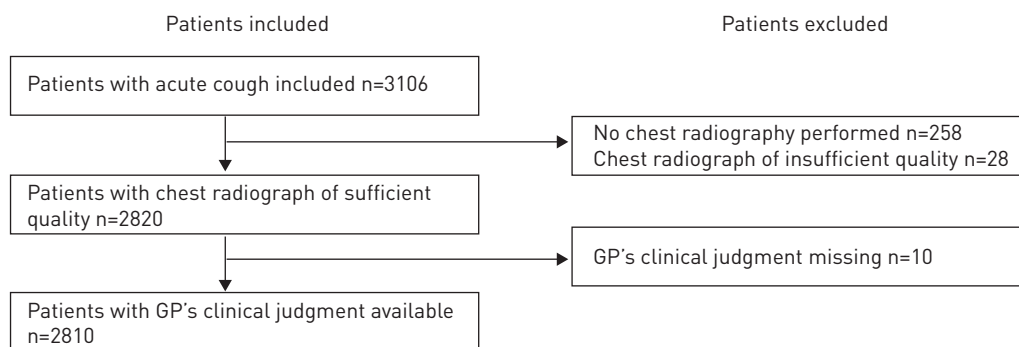 Patients included
Patients excluded
Patients with acute cough included n=3106
No chest radiography performed n=258
Chest radiograph of insufficient quality n=28
Patients with chest radiograph of sufficient
quality n=2820
GP's clinical judgment missing n=10
Patients with GP's clinical judgment available
n=2810